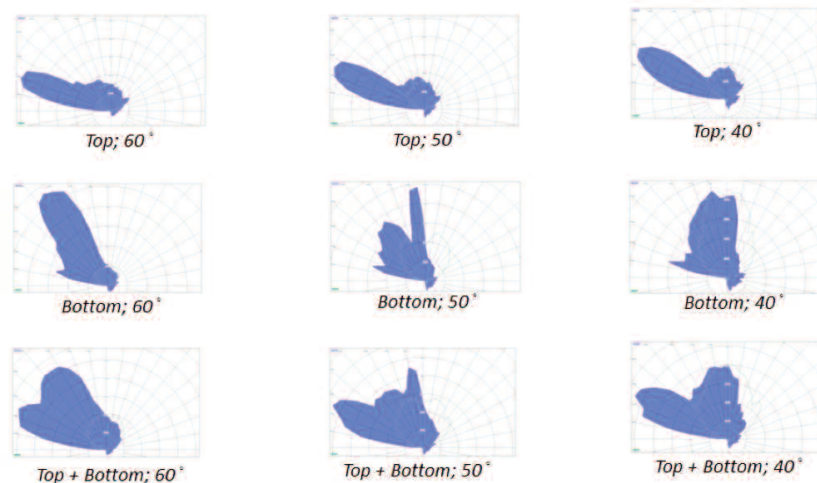 Top; 60°
Top; 50°
Top; 40°
Bottom; 60°
Bottom; 50°
Bottom; 40°
Top + Bottom; 60°
Top + Bottom; 50°
Top + Bottom; 40°